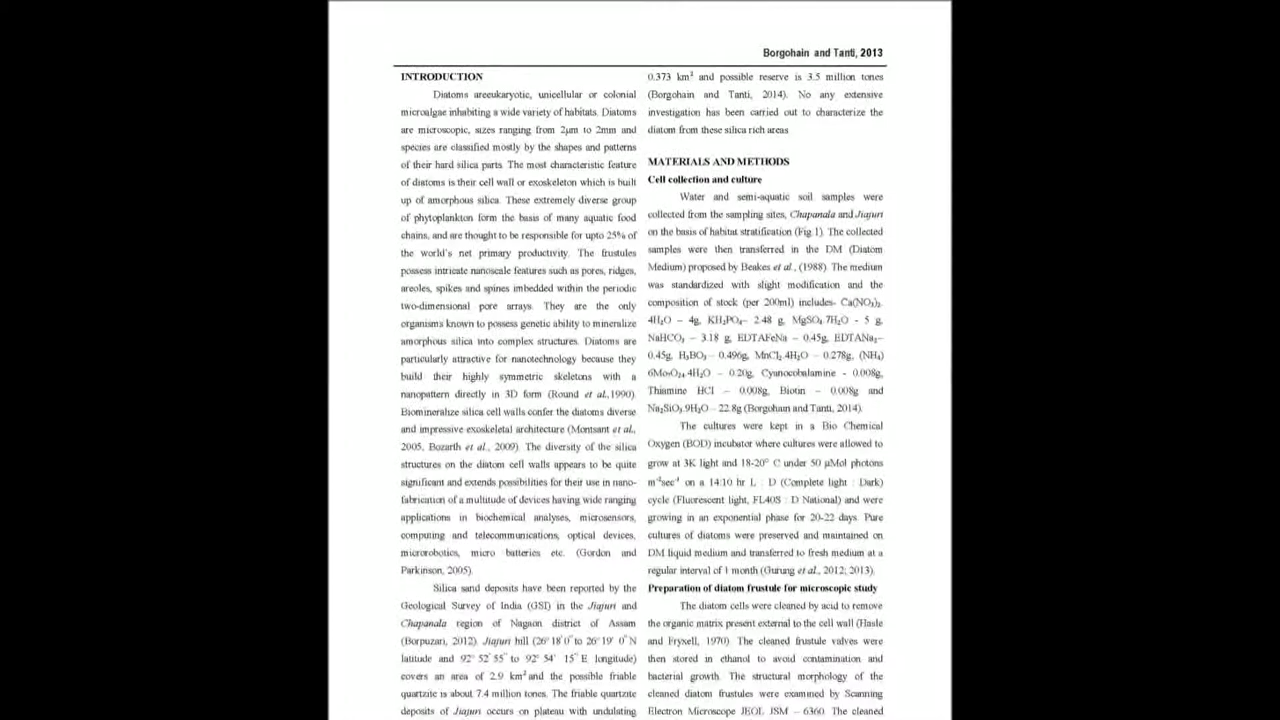 Borgohain and Tanti, 2013
INTRODUCTION
Diatoms areeukaryotic, unicellular or colonial
microalgae inhabiting a wide variety of habitats. Diatoms
are microscopic, sizes ranging from 2µm to 2mm and
species are classified mostly by the shapes and patterns
of their hard silica parts. The most characteristic feature
of diatoms is their cell wall or exoskeleton which is built
up of amorphous silica. These extremely diverse group
of phytoplankton form the basis of many aquatic food
chains, and are thought to be responsible for upto 25% of
the world's net primary productivity. The frustules
possess intricate nanoscale features such as pores, ridges,
areoles, spikes and spines imbedded within the periodic
two-dimensional pore arrays. They are the only
organisms known to possess genetic ability to mineralize
amorphous silica into complex structures. Diatoms are
particularly attractive for nanotechnology because they
build their highly symmetric skeletons with a
nanopattern directly in 3D form (Round et al.,1990).
Biomineralize silica cell walls confer the diatoms diverse
and impressive exoskeletal architecture (Montsant et al.,
2005, Bozarth et al., 2009). The diversity of the silica
structures on the diatom cell walls appears to be quite
significant and extends possibilities for their use in nano-
fabrication of a multitude of devices having wide ranging
applications in biochemical analyses, microsensors,
computing and telecommunications, optical devices,
microrobotics, micro batteries etc. (Gordon and
Parkinson, 2005).
Silica sand deposits have been reported by the
Geological Survey of India (GSI) in the Jiajuri and
Chapanala region of Nagaon district of Assam
(Borpuzari, 2012). Jiajuri hill (26° 18´0˝ to 26° 19´ 0˝ N
latitude and 92° 52´ 55˝ to 92° 54´ 15˝ E longitude)
covers an area of 2.9 km² and the possible friable
quartzite is about 7.4 million tones. The friable quartzite
deposits of Jiajuri occurs on plateau with undulating
0.373 km² and possible reserve is 3.5 million tones
(Borgohain and Tanti, 2014). No any extensive
investigation has been carried out to characterize the
diatom from these silica rich areas
MATERIALS AND METHODS
Cell collection and culture
Water and semi-aquatic soil samples were
collected from the sampling sites, Chapanala and Jiajuri
on the basis of habitat stratification (Fig.1). The collected
samples were then transferred in the DM (Diatom
Medium) proposed by Beakes et al., (1988). The medium
was standardized with slight modification and the
composition of stock (per 200ml) includes- Ca(NO₃)₂.
4H₂O – 4g, KH₂PO₄– 2.48 g, MgSO₄.7H₂O - 5 g,
NaHCO₃ – 3.18 g, EDTAFeNa – 0.45g, EDTANa₂–
0.45g, H₃BO₃– 0.496g, MnCl₂.4H₂O – 0.278g, (NH₄)
6Mo₇O₂₄.4H₂O – 0.20g, Cyanocobalamine - 0.008g,
Thiamine HCl – 0.008g, Biotin – 0.008g and
Na₂SiO₃.9H₂O – 22.8g (Borgohain and Tanti, 2014).
The cultures were kept in a Bio Chemical
Oxygen (BOD) incubator where cultures were allowed to
grow at 3K light and 18-20° C under 50 µMol photons
m⁻²sec⁻¹ on a 14:10 hr L : D (Complete light : Dark)
cycle (Fluorescent light, FL40S : D National) and were
growing in an exponential phase for 20-22 days. Pure
cultures of diatoms were preserved and maintained on
DM liquid medium and transferred to fresh medium at a
regular interval of 1 month (Gurung et al., 2012; 2013).
Preparation of diatom frustule for microscopic study
The diatom cells were cleaned by acid to remove
the organic matrix present external to the cell wall (Hasle
and Fryxell, 1970). The cleaned frustule valves were
then stored in ethanol to avoid contamination and
bacterial growth. The structural morphology of the
cleaned diatom frustules were examined by Scanning
Electron Microscope JEOL JSM – 6360. The cleaned